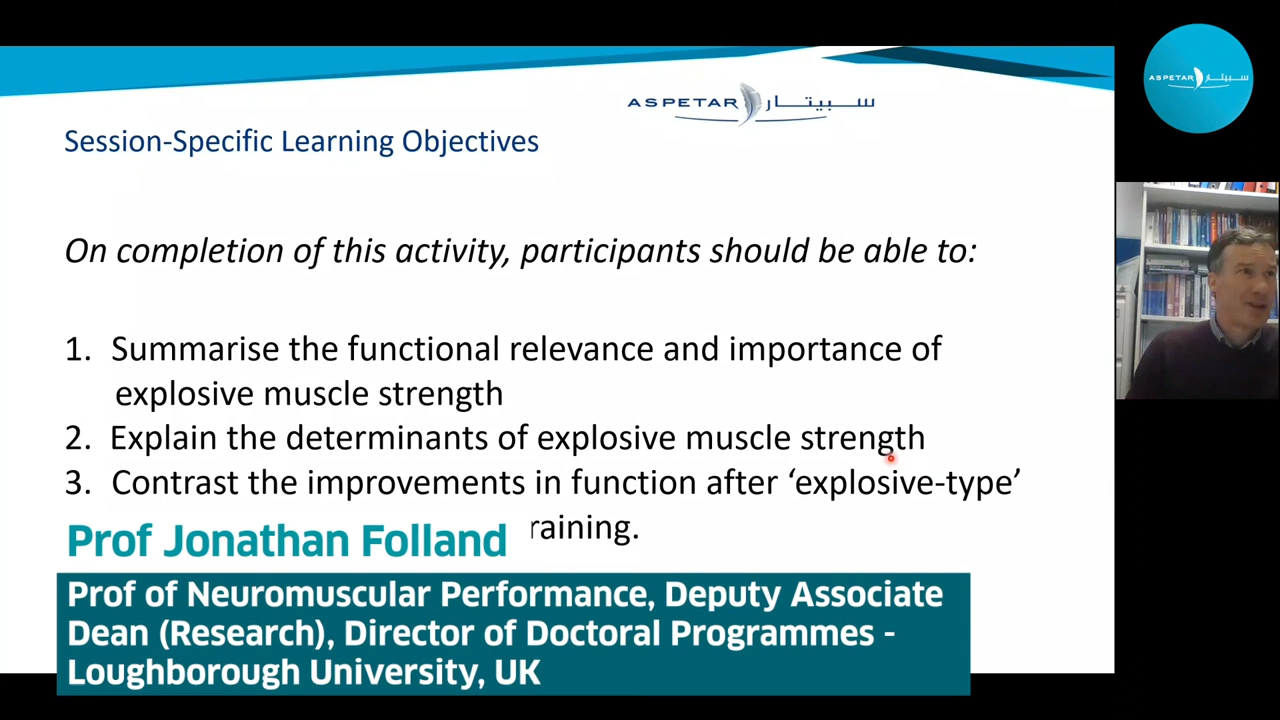 ASPETAR سبيتار
ASPETAR سبيتار
Session-Specific Learning Objectives
On completion of this activity, participants should be able to:
1. Summarise the functional relevance and importance of
explosive muscle strength
2. Explain the determinants of explosive muscle strength
3. Contrast the improvements in function after ‘explosive-type’
raining.
Prof Jonathan Folland
Prof of Neuromuscular Performance, Deputy Associate
Dean (Research), Director of Doctoral Programmes -
Loughborough University, UK